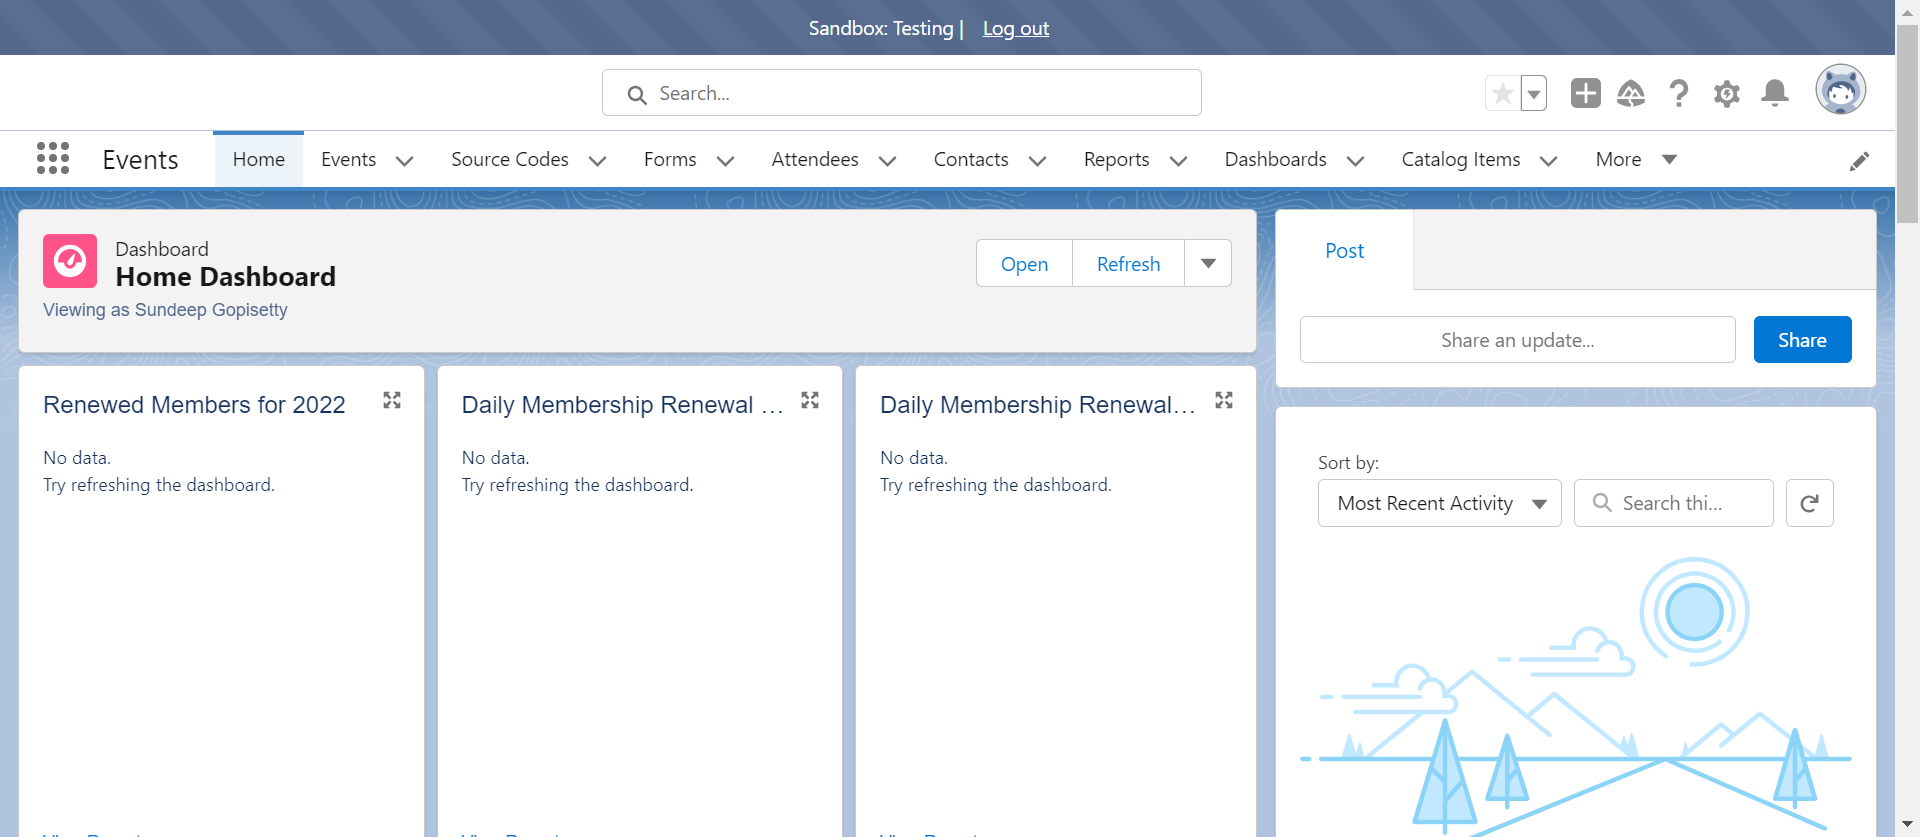 Sandbox: Testing | Log out
Search...
Events
Home
Events
Source Codes
Forms
Attendees
Contacts
Reports
Dashboards
Catalog Items
More
Dashboard
Home Dashboard
Viewing as Sundeep Gopisetty
Open
Refresh
Post
Share an update...
Share
Renewed Members for 2022
No data.
Try refreshing the dashboard.
Daily Membership Renewal ...
No data.
Try refreshing the dashboard.
Daily Membership Renewal...
No data.
Try refreshing the dashboard.
Sort by:
Most Recent Activity
Search thi...